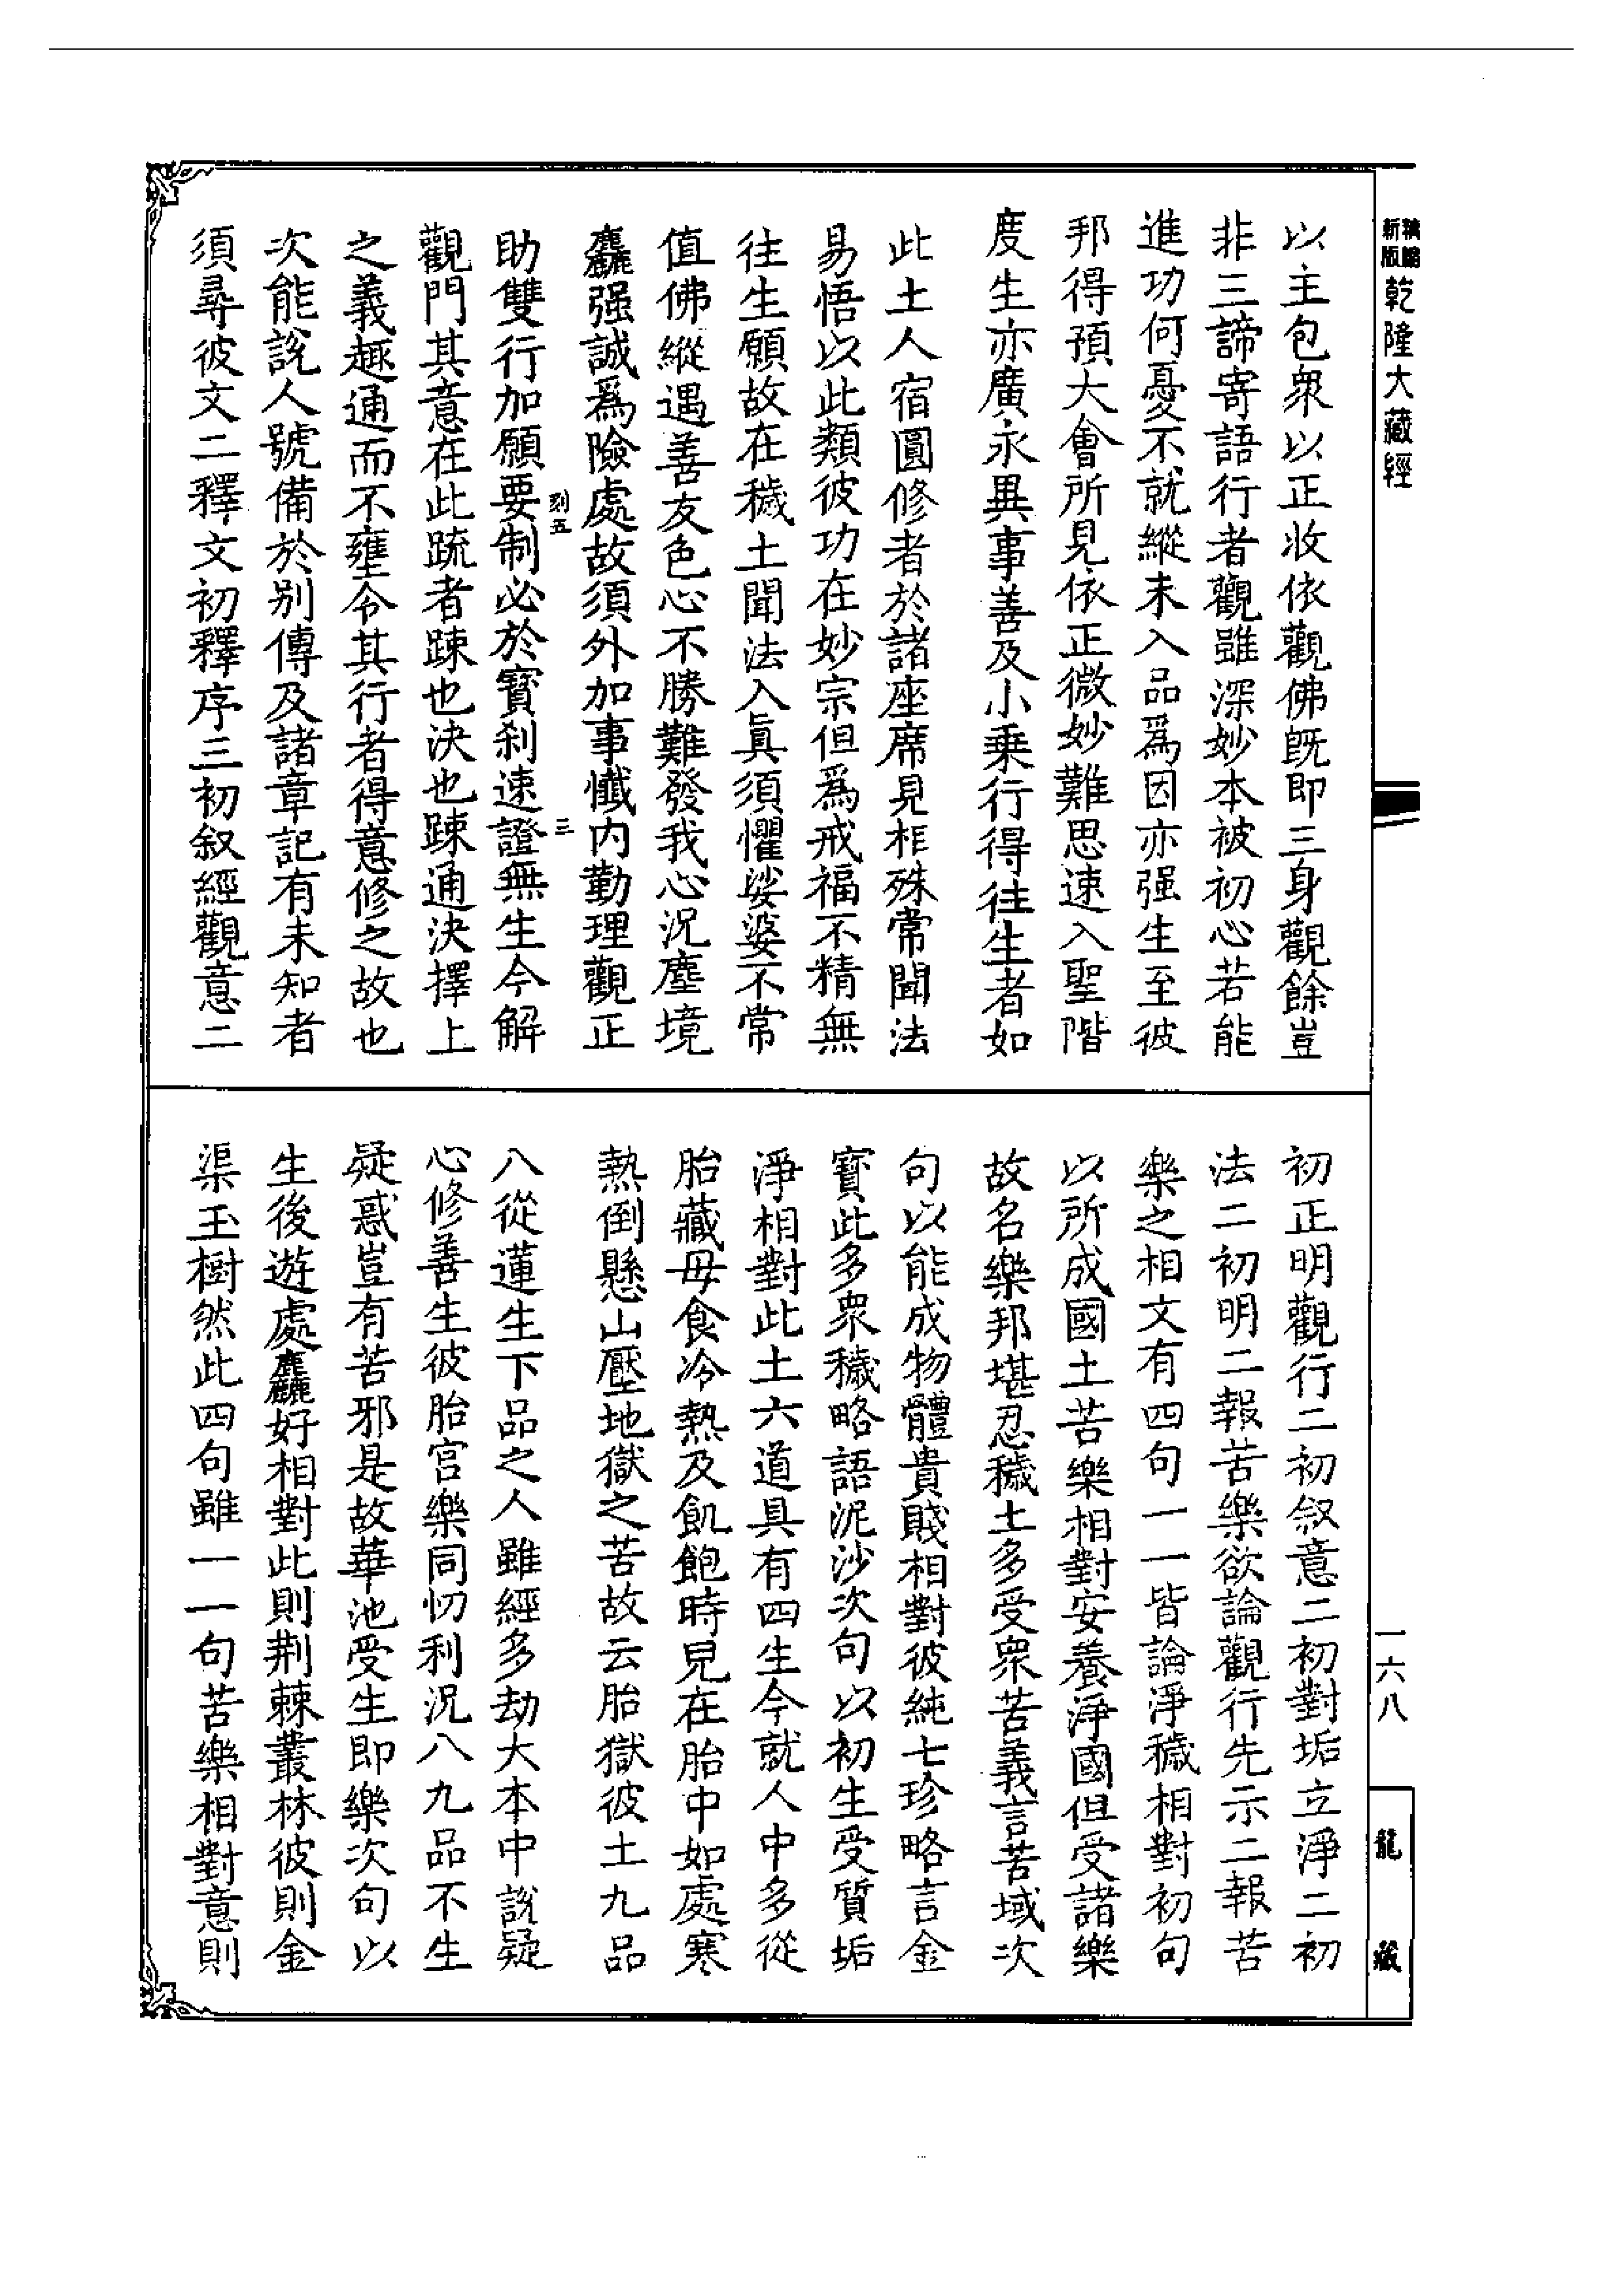 新版
乾隆大藏經
一六八
龍藏
以主包衆以正收依觀佛既即三身觀餘豈
非三諦寄語行者觀雖深妙本被初心若能
進功何憂不就縱未入品爲因亦强生至彼
邦得預大會所見依正微妙難思速入聖階
度生亦廣永異事善及小乗行得往生者如
此土人宿圓修者於諸座席見相殊常聞法
易悟以此類彼功在妙宗但爲戒福不精無
往生願故在穢土聞法入眞須懼娑婆不常
值佛縱遇善友色心不勝難發我心況塵境
麤强誠爲險處故須外加事懺内勤理觀正
刻五
三
助雙行加願要制必於寶刹速證無生今解
觀門其意在此疏者踈也決也踈通決擇上
之義趣通而不壅令其行者得意修之故也
次能說人號備於别傳及諸章記有未知者
須尋彼文二釋文初釋序三初叙經觀意二
初正明觀行二初叙意二初對垢立淨二初
法二初明二報苦樂欲論觀行先示二報苦
樂之相文有四句一一皆論淨穢相對初句
以所成國土苦樂相對安養淨國但受諸樂
故名樂邦堪忍穢土多受衆苦義言苦域次
句以能成物體貴賤相對彼純七珍略言金
寶此多衆穢略語泥沙次句以初生受質垢
淨相對此土六道具有四生今就人中多從
胎藏母食冷熱及飢飽時見在胎中如處寒
熱倒懸山壓地獄之苦故云胎獄彼土九品
八從蓮生下品之人雖經多劫大本中說疑
心修善生彼胎宫樂同忉利況八九品不生
疑惑豈有苦邪是故華池受生即樂次句以
生後遊處麤好相對此則荆棘叢林彼則金
渠玉樹然此四句雖一一句苦樂相對意則